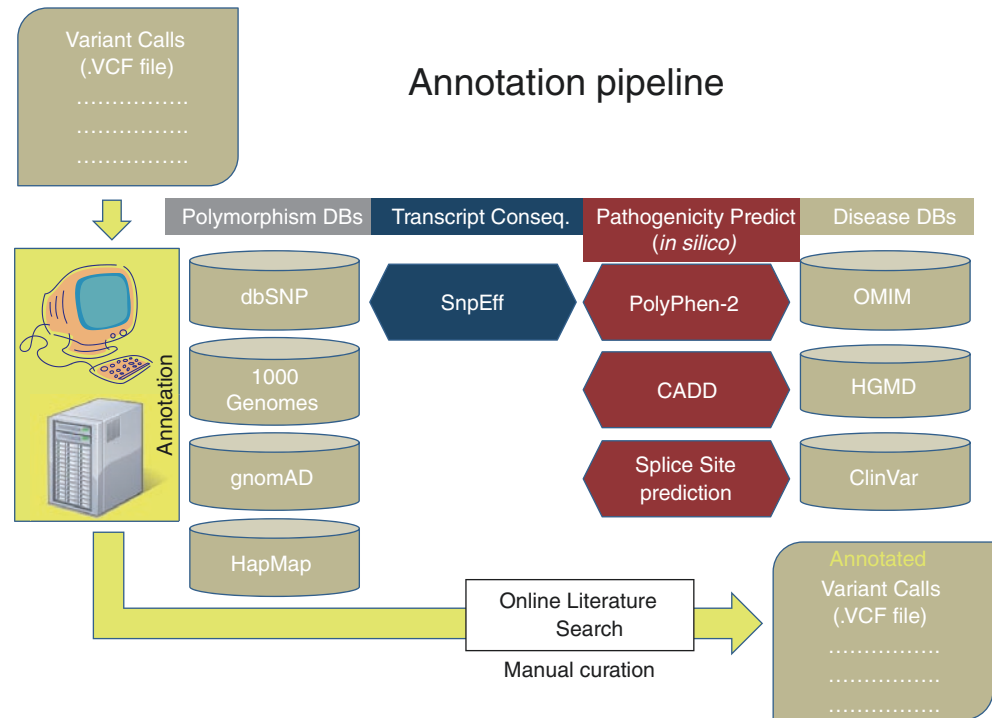 Variant Calls
(.VCF file)
................
................
................
Annotation pipeline
Polymorphism DBs
Transcript Conseq.
Pathogenicity Predict
(in silico)
Disease DBs
Annotation
dbSNP
SnpEff
PolyPhen-2
OMIM
1000
Genomes
CADD
HGMD
gnomAD
Splice Site
prediction
ClinVar
HapMap
Online Literature
Search
Manual curation
Annotated
Variant Calls
(.VCF file)
................
................
................